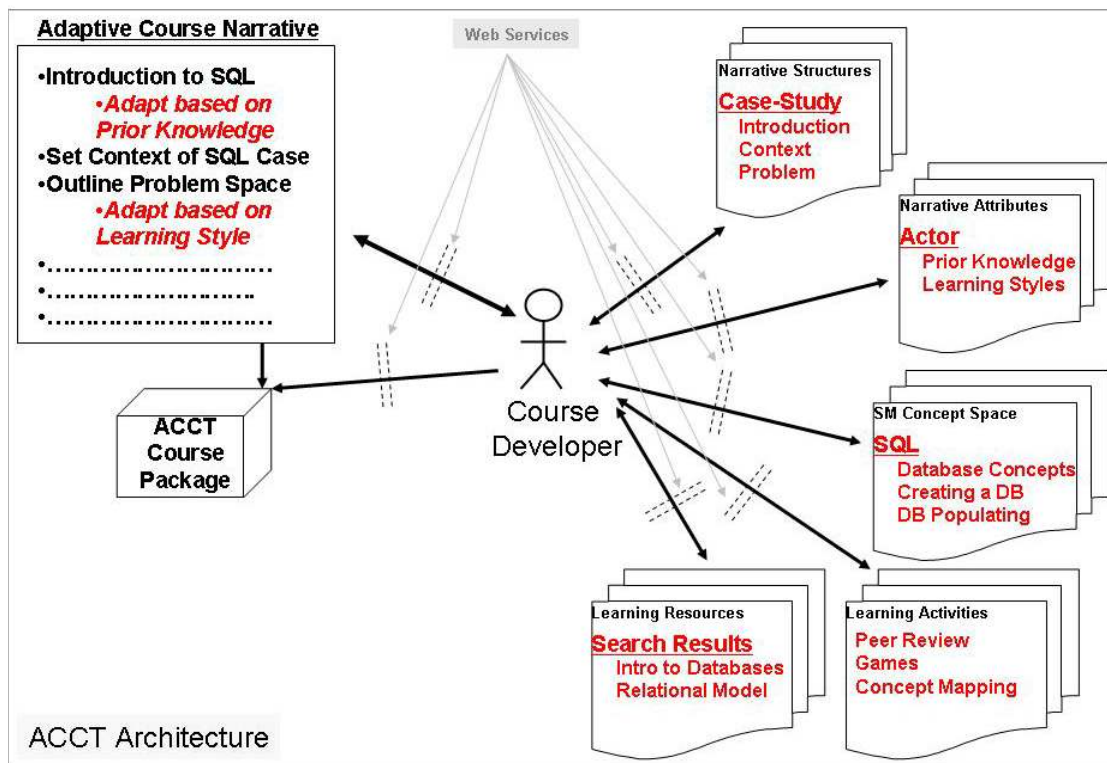 Adaptive Course Narrative
•Introduction to SQL
•Adapt based on
Prior Knowledge
•Set Context of SQL Case
•Outline Problem Space
•Adapt based on
Learning Style
•…………………………
•………………………
•…………………………
ACCT
Course
Package
Web Services
Course
Developer
Narrative Structures
Case-Study
Introduction
Context
Problem
Narrative Attributes
Actor
Prior Knowledge
Learning Styles
SM Concept Space
SQL
Database Concepts
Creating a DB
DB Populating
Learning Resources
Search Results
Intro to Databases
Relational Model
Learning Activities
Peer Review
Games
Concept Mapping
ACCT Architecture